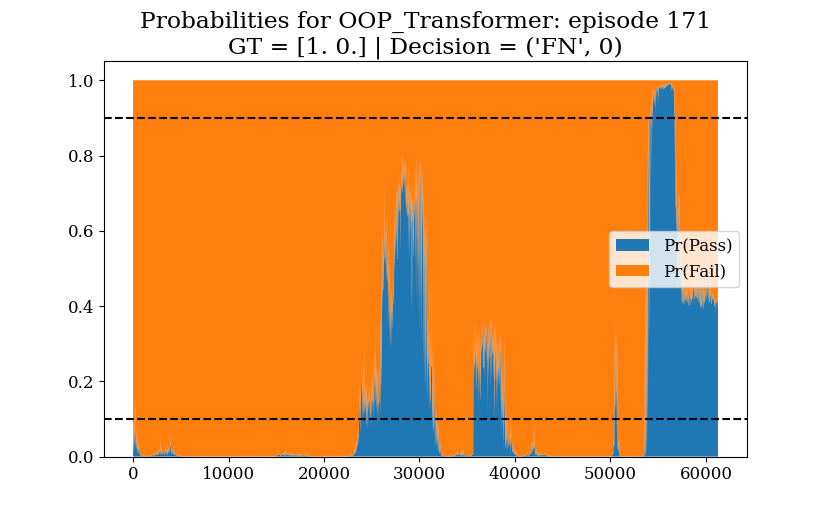 Probabilities for OOP_Transformer: episode 171
GT = [1. 0.] | Decision = ('FN', 0)
1.0
0.8
0.6
0.4
0.2
0.0
Pr(Pass)
Pr(Fail)
0 10000 20000 30000 40000 50000 60000